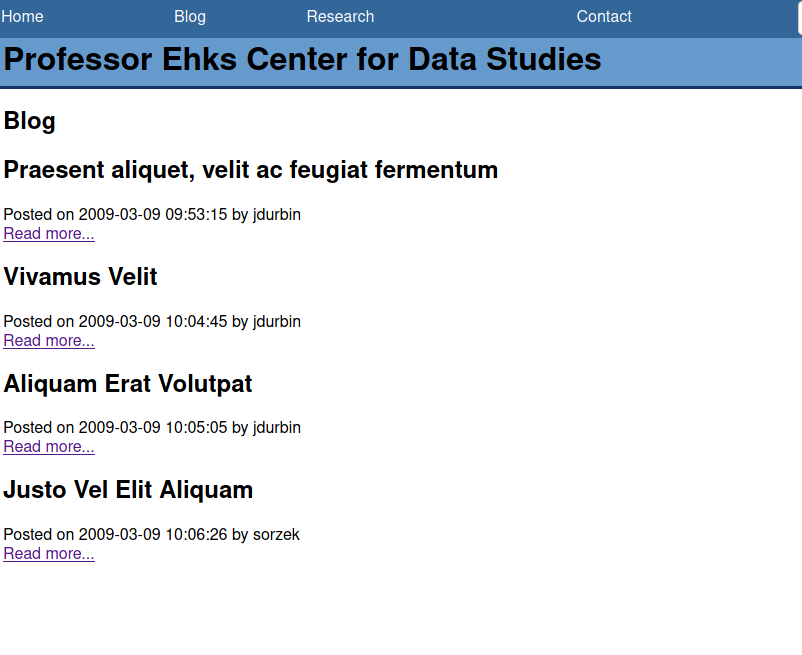 Home Blog Research Contact
Professor Ehks Center for Data Studies
Blog
Praesent aliquet, velit ac feugiat fermentum
Posted on 2009-03-09 09:53:15 by jdurbin
Read more...
Vivamus Velit
Posted on 2009-03-09 10:04:45 by jdurbin
Read more...
Aliquam Erat Volutpat
Posted on 2009-03-09 10:05:05 by jdurbin
Read more...
Justo Vel Elit Aliquam
Posted on 2009-03-09 10:06:26 by sorzek
Read more...